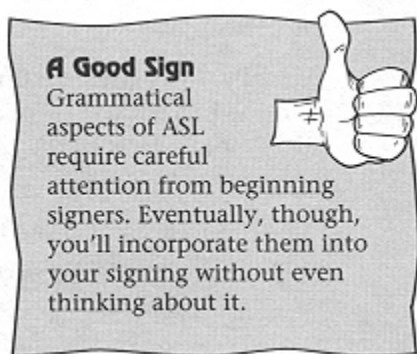 A Good Sign
Grammatical
aspects of ASL
require careful
attention from beginning
signers. Eventually, though,
you'll incorporate them into
your signing without even
thinking about it.